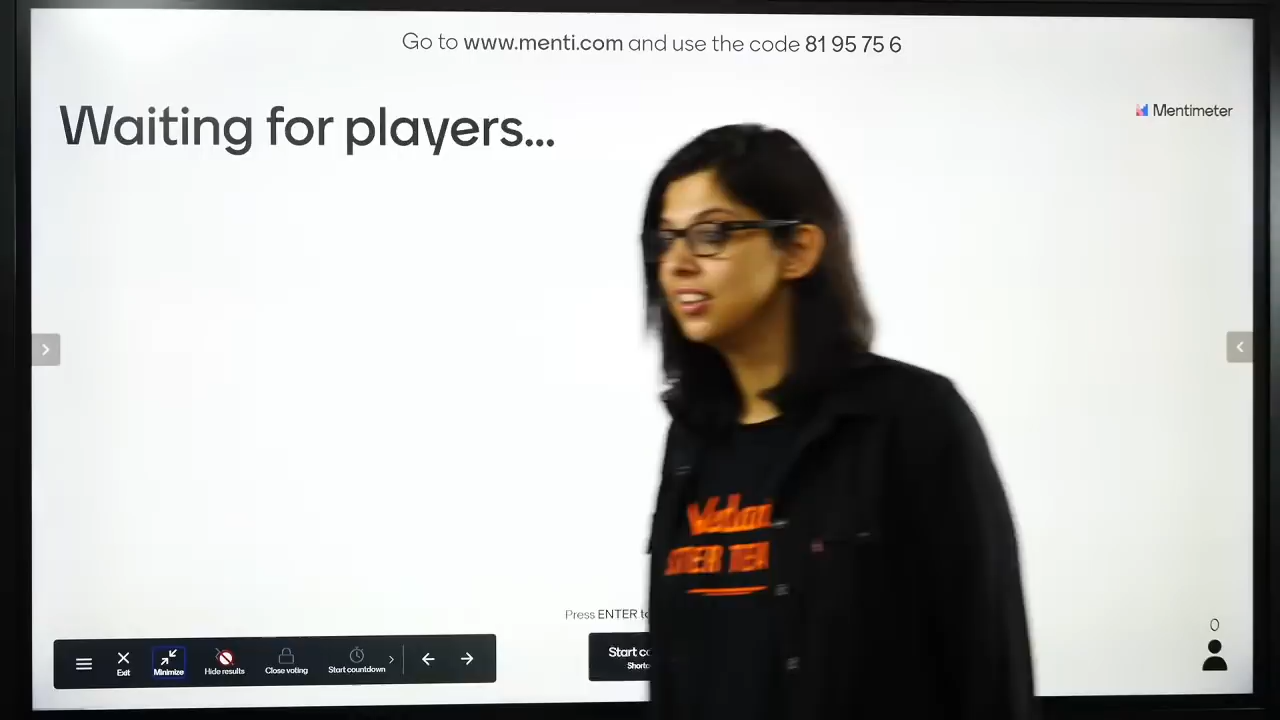 Go to www.menti.com and use the code 81 95 75 6
Waiting for players...
Mentimeter
Press ENTER
Exit
Minimize
Hide results
Close voting
Start countdown
Start
0